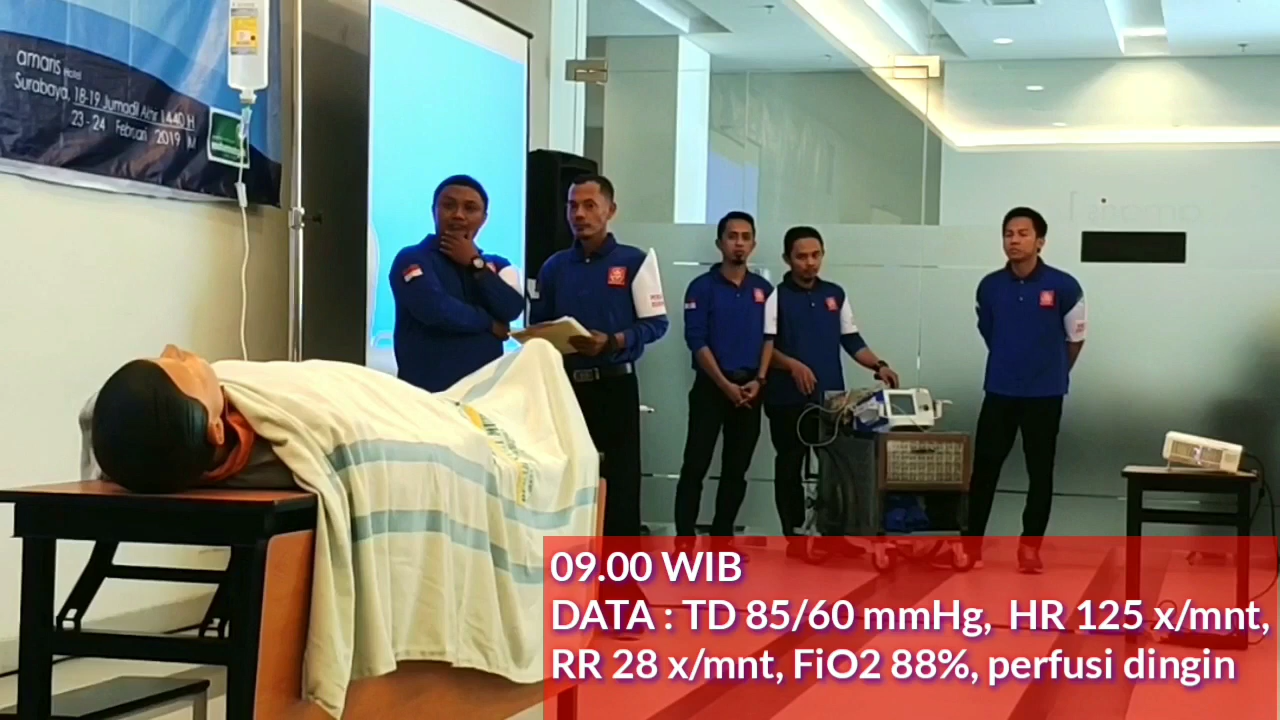 amaris Hotel
Surabaya, 18-19 Jumadil Akhir 1440 H
23 - 24 Februari 2019 M
09.00 WIB
DATA : TD 85/60 mmHg, HR 125 x/mnt,
RR 28 x/mnt, FiO2 88%, perfusi dingin